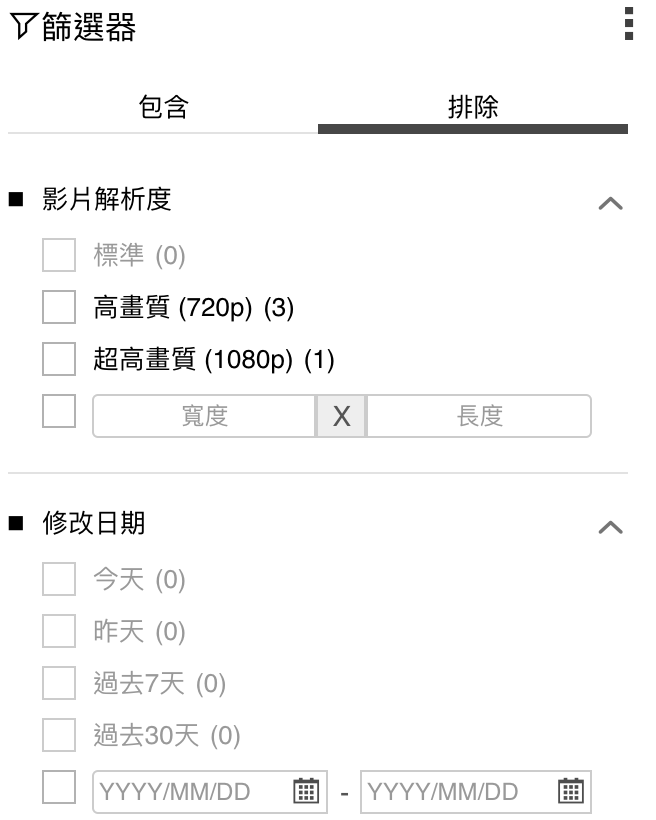 篩選器
包含 排除
影片解析度
標準 (0)
高畫質 (720p) (3)
超高畫質 (1080p) (1)
寬度 X 長度
修改日期
今天 (0)
昨天 (0)
過去7天 (0)
過去30天 (0)
YYYY/MM/DD - YYYY/MM/DD